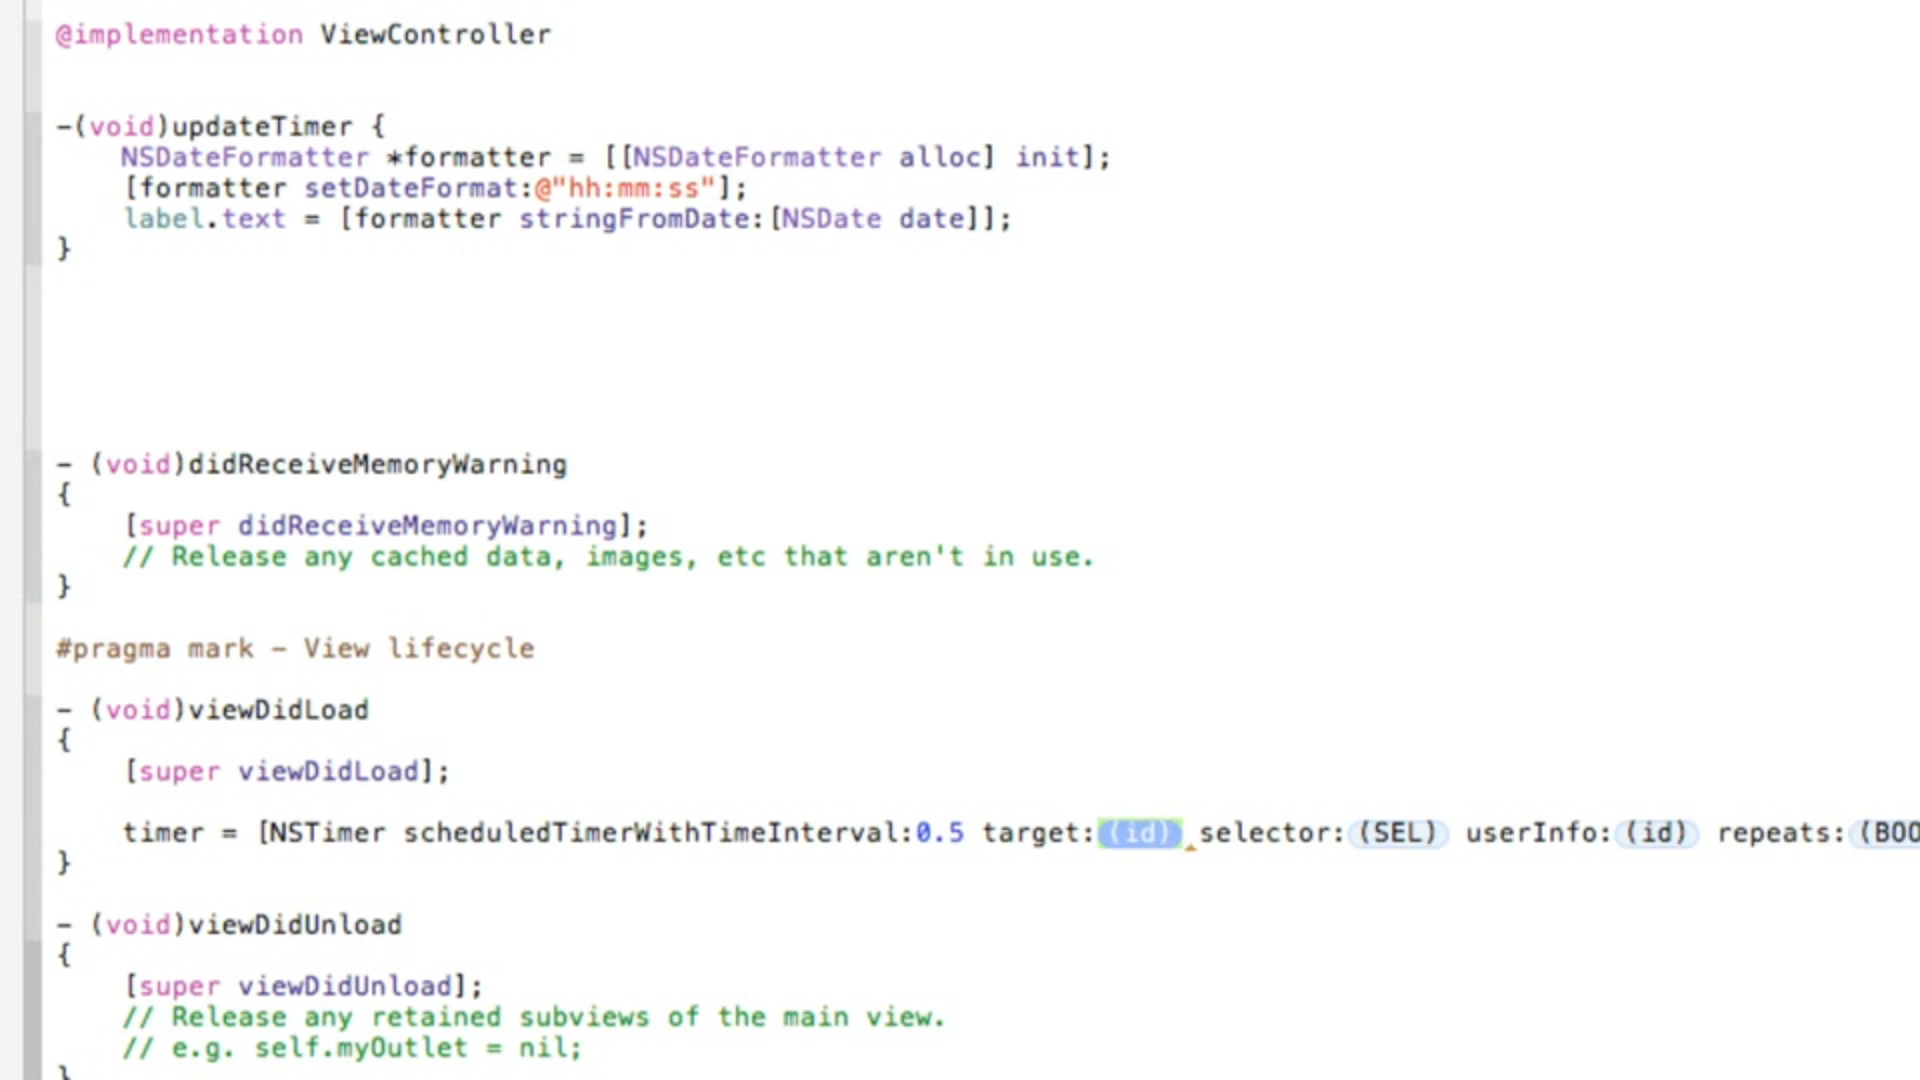 @implementation ViewController
-(void)updateTimer {
NSDateFormatter *formatter = [[NSDateFormatter alloc] init];
[formatter setDateFormat:@"hh:mm:ss"];
label.text = [formatter stringFromDate:[NSDate date]];
}
- (void)didReceiveMemoryWarning
{
[super didReceiveMemoryWarning];
// Release any cached data, images, etc that aren't in use.
}
#pragma mark - View lifecycle
- (void)viewDidLoad
{
[super viewDidLoad];
timer = [NSTimer scheduledTimerWithTimeInterval:0.5 target:(id) selector:(SEL) userInfo:(id) repeats:(BOO
}
- (void)viewDidUnload
{
[super viewDidUnload];
// Release any retained subviews of the main view.
// e.g. self.myOutlet = nil;
}